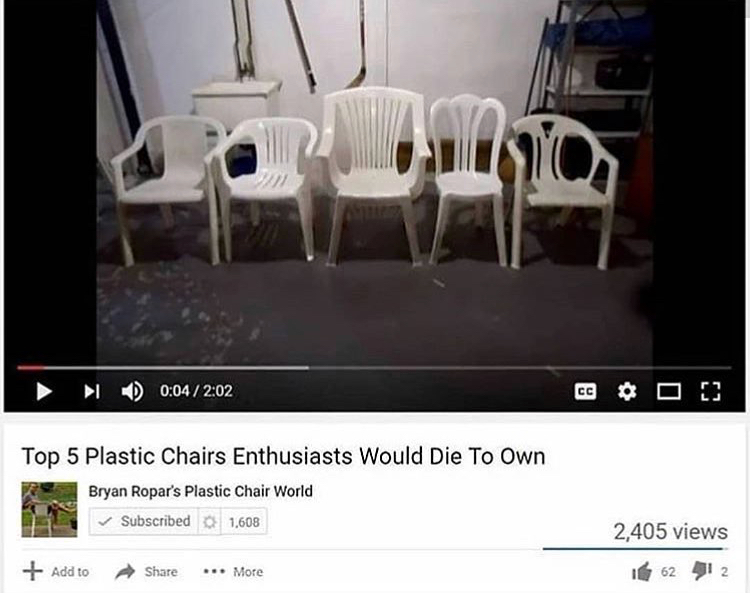 0:04 / 2:02
CC
Top 5 Plastic Chairs Enthusiasts Would Die To Own
Bryan Ropar's Plastic Chair World
Subscribed 1,608
2,405 views
Add to Share More 62 2